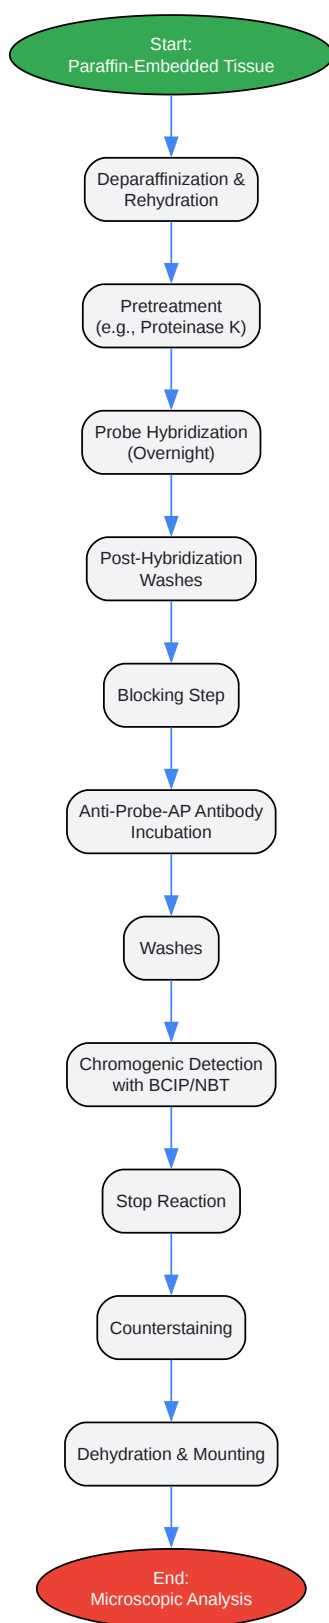 Start:
Paraffin-Embedded Tissue
Deparaffinization &
Rehydration
Pretreatment
(e.g., Proteinase K)
Probe Hybridization
(Overnight)
Post-Hybridization
Washes
Blocking Step
Anti-Probe-AP Antibody
Incubation
Washes
Chromogenic Detection
with BCIP/NBT
Stop Reaction
Counterstaining
Dehydration & Mounting
End:
Microscopic Analysis